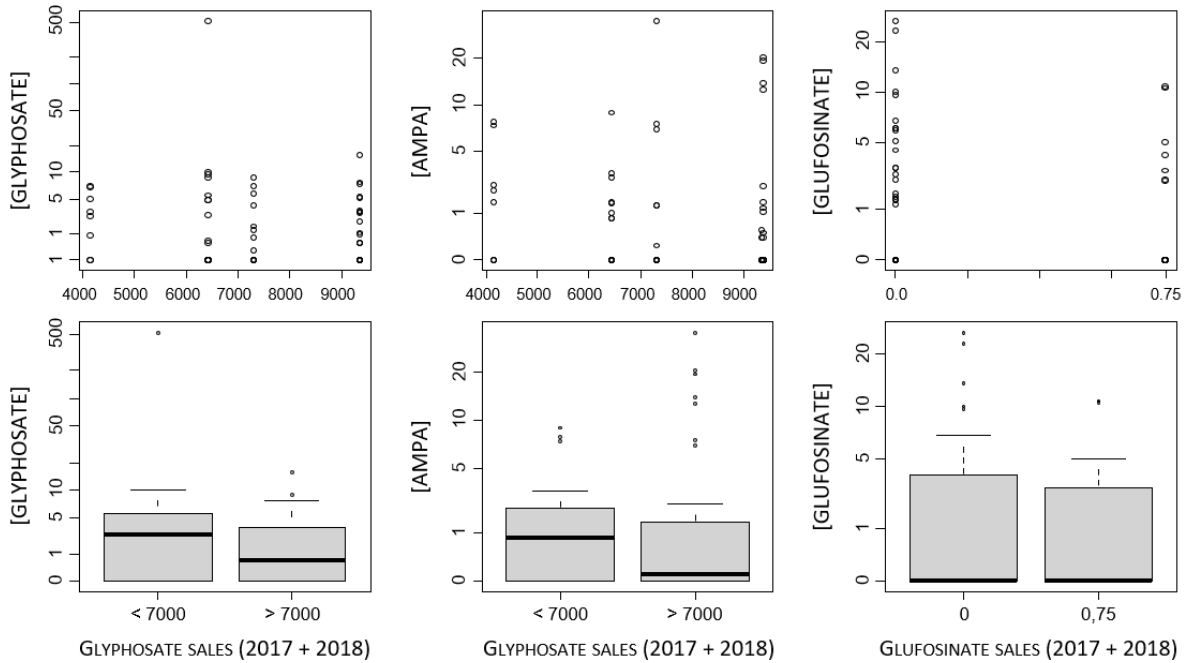 [GLYPHOSATE]
500
50
10
5
1
1
4000 5000 6000 7000 8000 9000
[AMPA]
20
10
5
1
0
4000 5000 6000 7000 8000 9000
[GLUFOSINATE]
20
10
5
1
0
0.0 0.75
[GLYPHOSATE]
500
50
10
5
1
0
< 7000 > 7000
GLYPHOSATE SALES (2017 + 2018)
[AMPA]
20
10
5
1
0
< 7000 > 7000
GLYPHOSATE SALES (2017 + 2018)
[GLUFOSINATE]
20
10
5
1
0
0 0,75
GLUFOSINATE SALES (2017 + 2018)